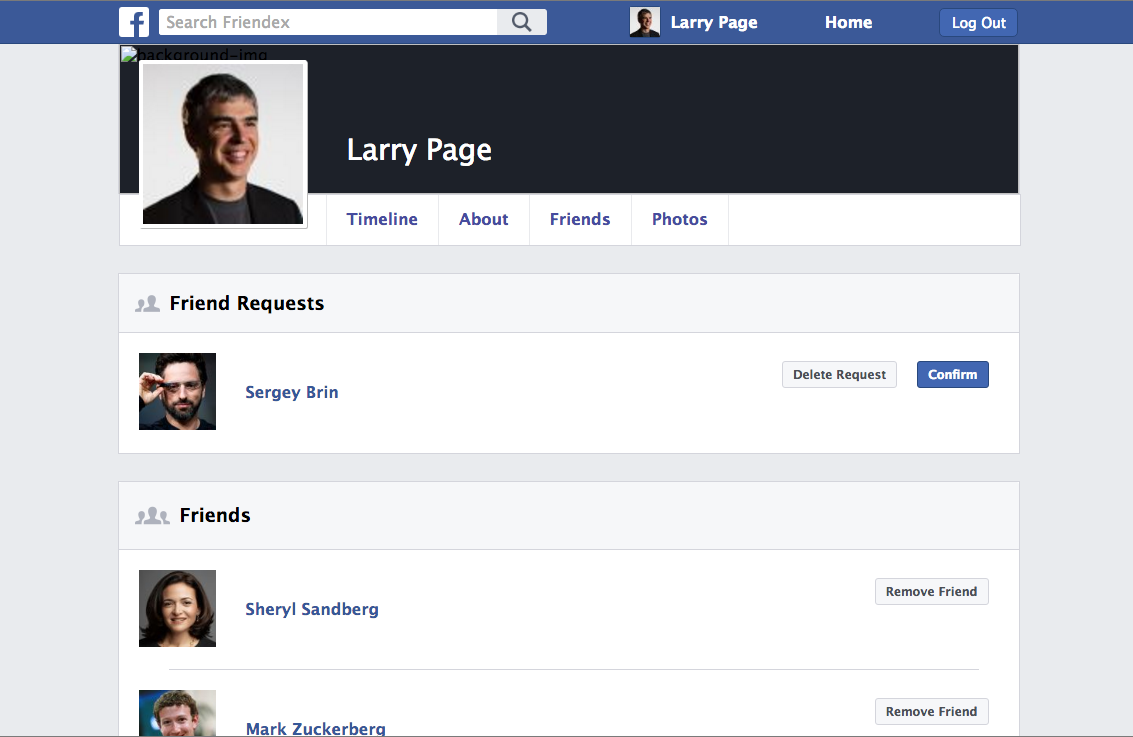 f Search Friendex Larry Page Home Log Out
background-img
Larry Page
Timeline About Friends Photos
Friend Requests
Sergey Brin Delete Request Confirm
Friends
Sheryl Sandberg Remove Friend
Mark Zuckerberg Remove Friend